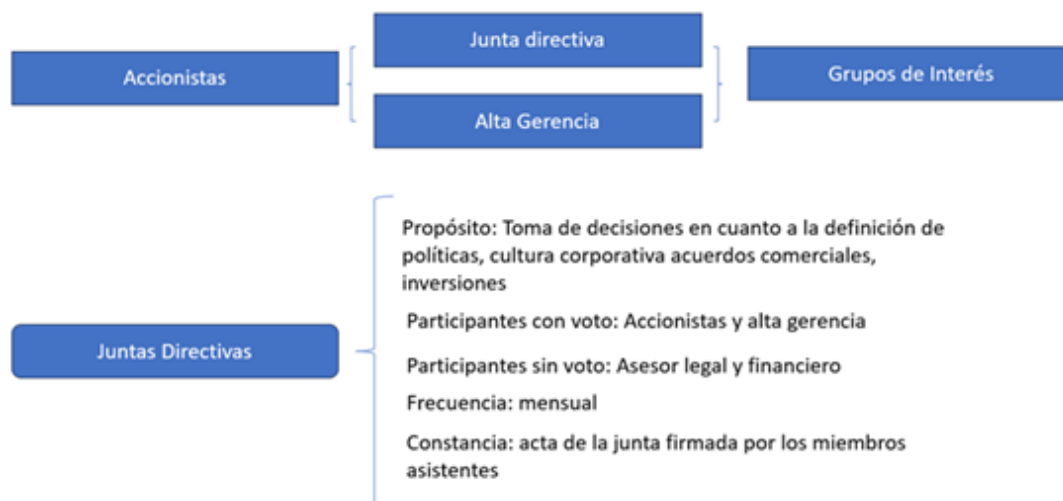 Junta directiva
Accionistas
Grupos de Interés
Alta Gerencia
Propósito: Toma de decisiones en cuanto a la definición de
políticas, cultura corporativa acuerdos comerciales,
inversiones
Participantes con voto: Accionistas y alta gerencia
Juntas Directivas
Participantes sin voto: Asesor legal y financiero
Frecuencia: mensual
Constancia: acta de la junta firmada por los miembros
asistentes